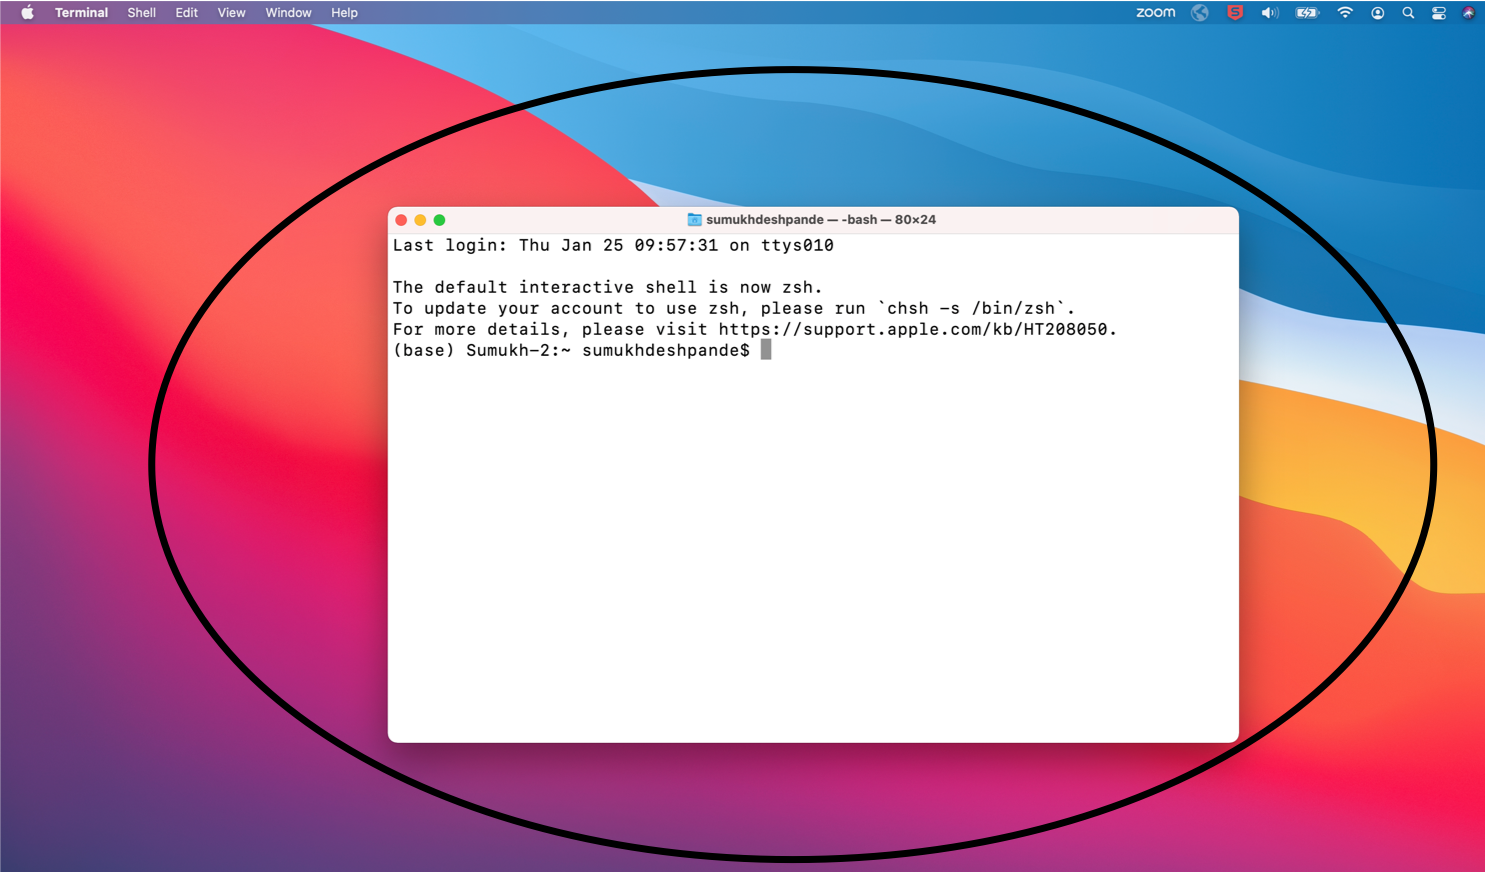 Terminal Shell Edit View Window Help zoom
sumukhdeshpande — -bash — 80×24
Last login: Thu Jan 25 09:57:31 on ttys010
The default interactive shell is now zsh.
To update your account to use zsh, please run `chsh -s /bin/zsh`.
For more details, please visit https://support.apple.com/kb/HT208050.
(base) Sumukh-2:~ sumukhdeshpande$